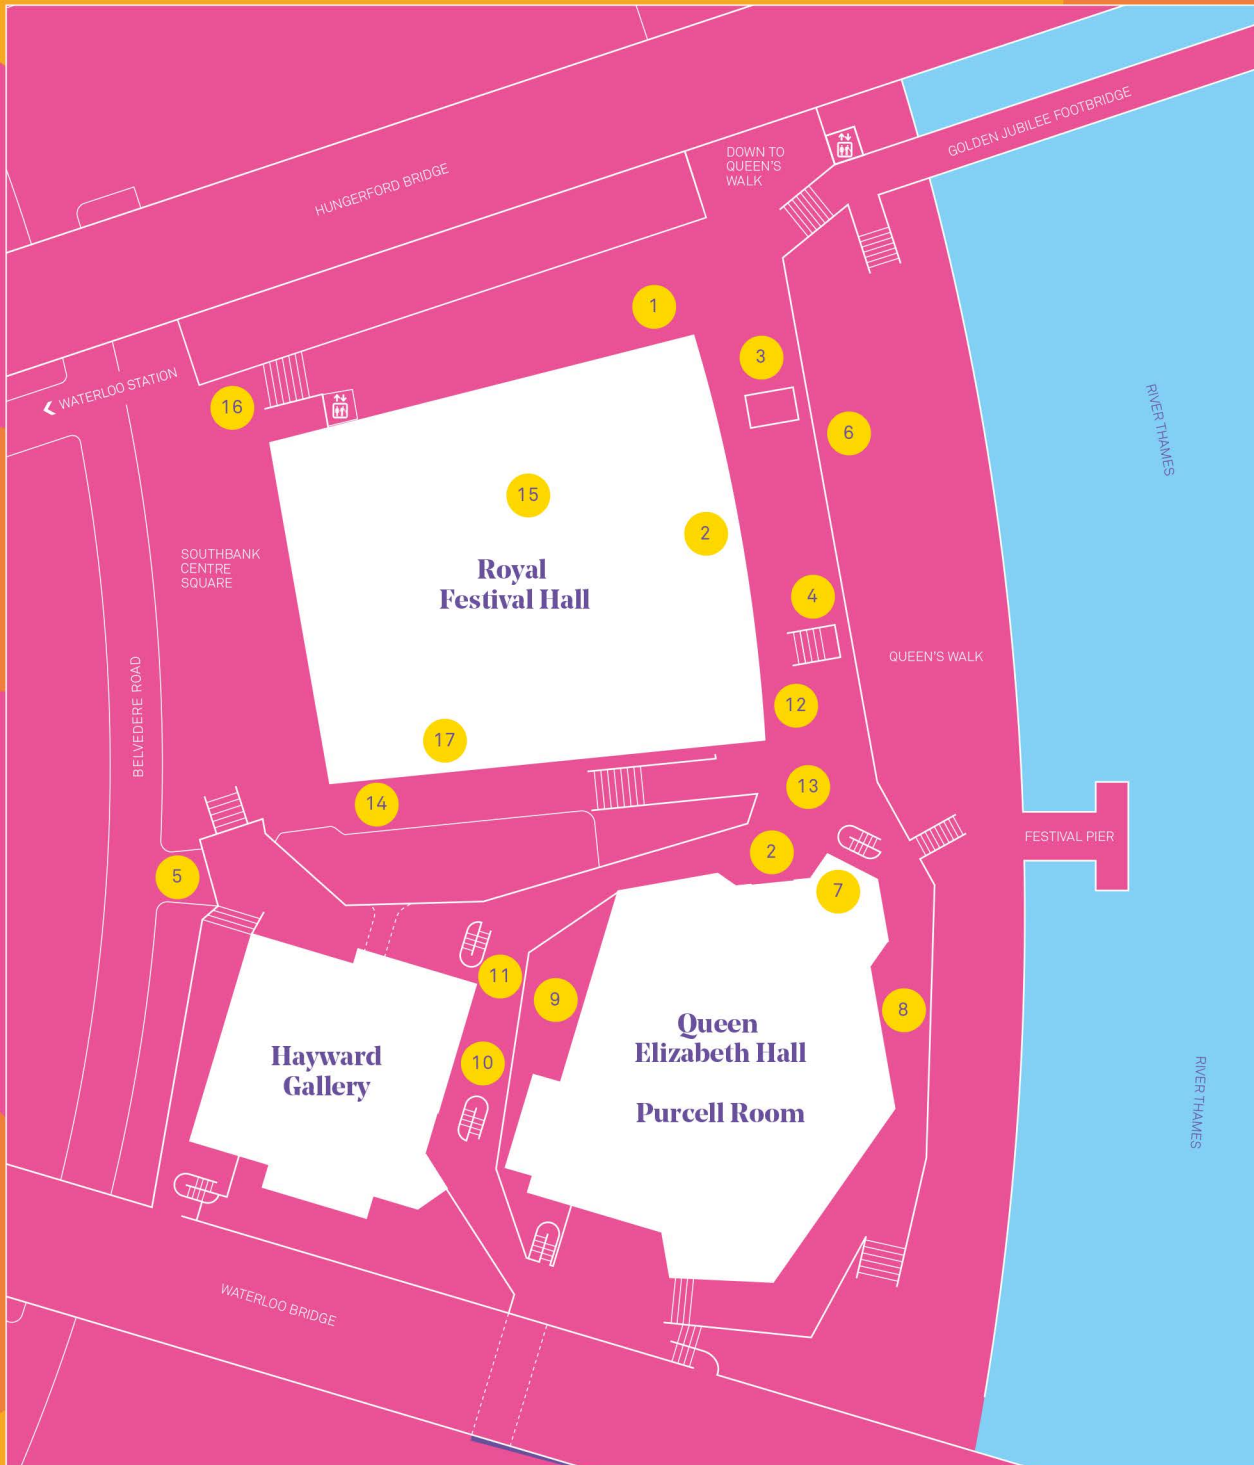 GOLDEN JUBILEE FOOTBRIDGE
DOWN TO
QUEEN'S
WALK
HUNGERFORD BRIDGE
1
3
WATERLOO STATION
16
6
RIVER THAMES
15
2
SOUTHBANK
CENTRE
SQUARE
Royal
Festival Hall
4
QUEEN'S WALK
BELVEDERE ROAD
12
17
13
14
FESTIVAL PIER
2
5
7
11
9
8
Queen
Elizabeth Hall
Hayward
Gallery
10
Purcell Room
RIVER THAMES
WATERLOO BRIDGE